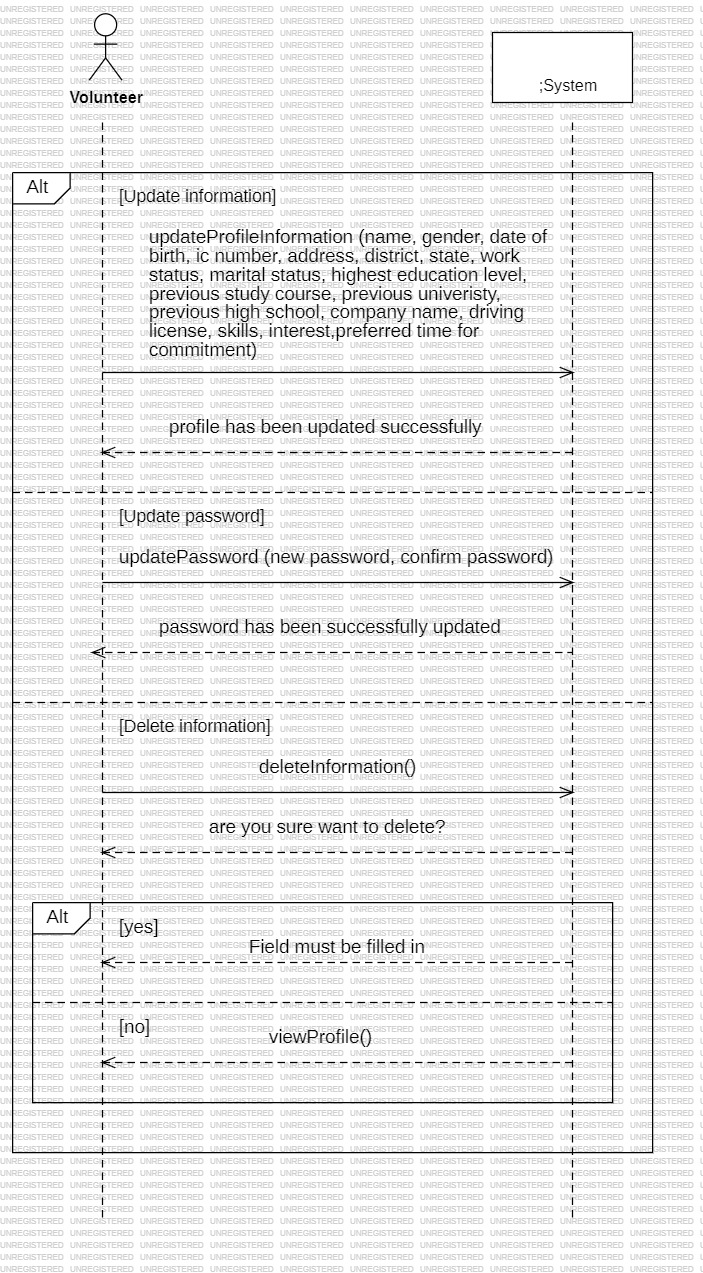 Volunteer
;System
Alt
[Update information]
updateProfileInformation (name, gender, date of
birth, ic number, address, district, state, work
status, marital status, highest education level,
previous study course, previous univeristy,
previous high school, company name, driving
license, skills, interest,preferred time for
commitment)
profile has been updated successfully
[Update password]
updatePassword (new password, confirm password)
password has been successfully updated
[Delete information]
deleteInformation()
are you sure want to delete?
Alt
[yes]
Field must be filled in
[no]
viewProfile()
UNREGISTERED